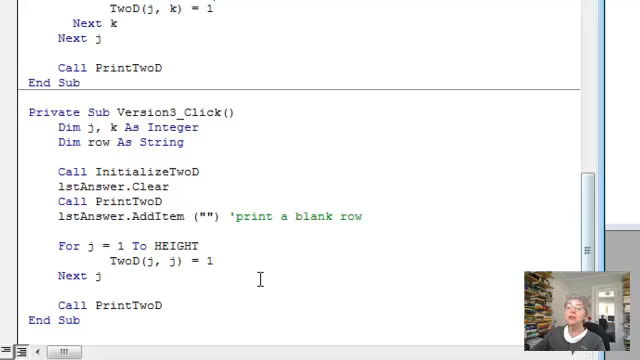 TwoD(j, k) = 1
Next k
Next j
Call PrintTwoD
End Sub
Private Sub Version3_Click()
Dim j, k As Integer
Dim row As String
Call InitializeTwoD
lstAnswer.Clear
Call PrintTwoD
lstAnswer.AddItem ("") 'print a blank row
For j = 1 To HEIGHT
TwoD(j, j) = 1
Next j
Call PrintTwoD
End Sub